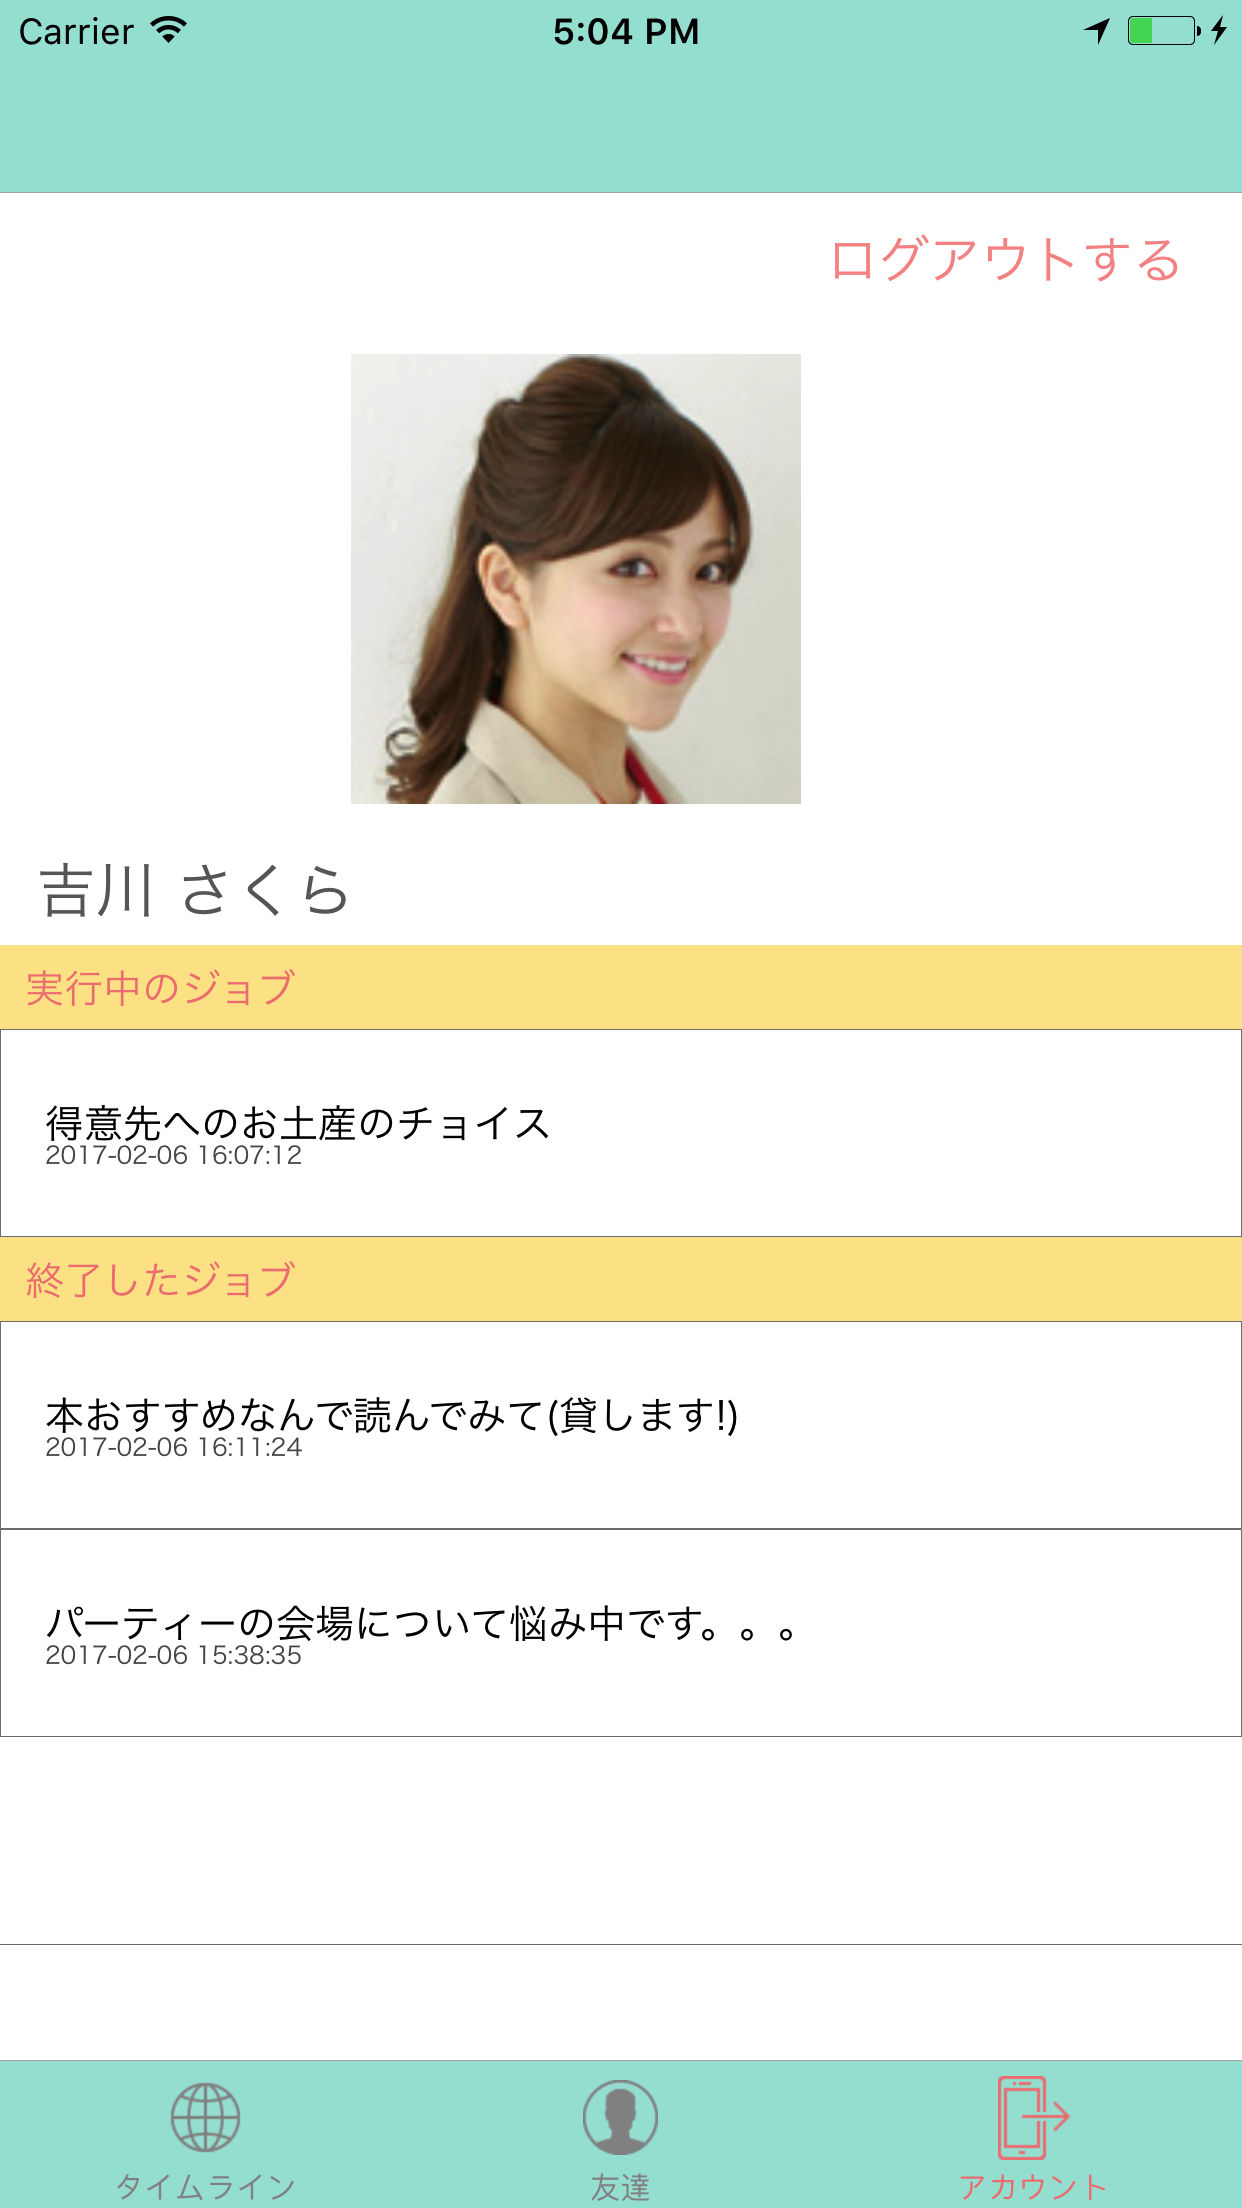 Carrier 5:04 PM
ログアウトする
吉川 さくら
実行中のジョブ
得意先へのお土産のチョイス
2017-02-06 16:07:12
終了したジョブ
本おすすめなんで読んでみて(貸します!)
2017-02-06 16:11:24
パーティーの会場について悩み中です。。。
2017-02-06 15:38:35
タイムライン 友達 アカウント